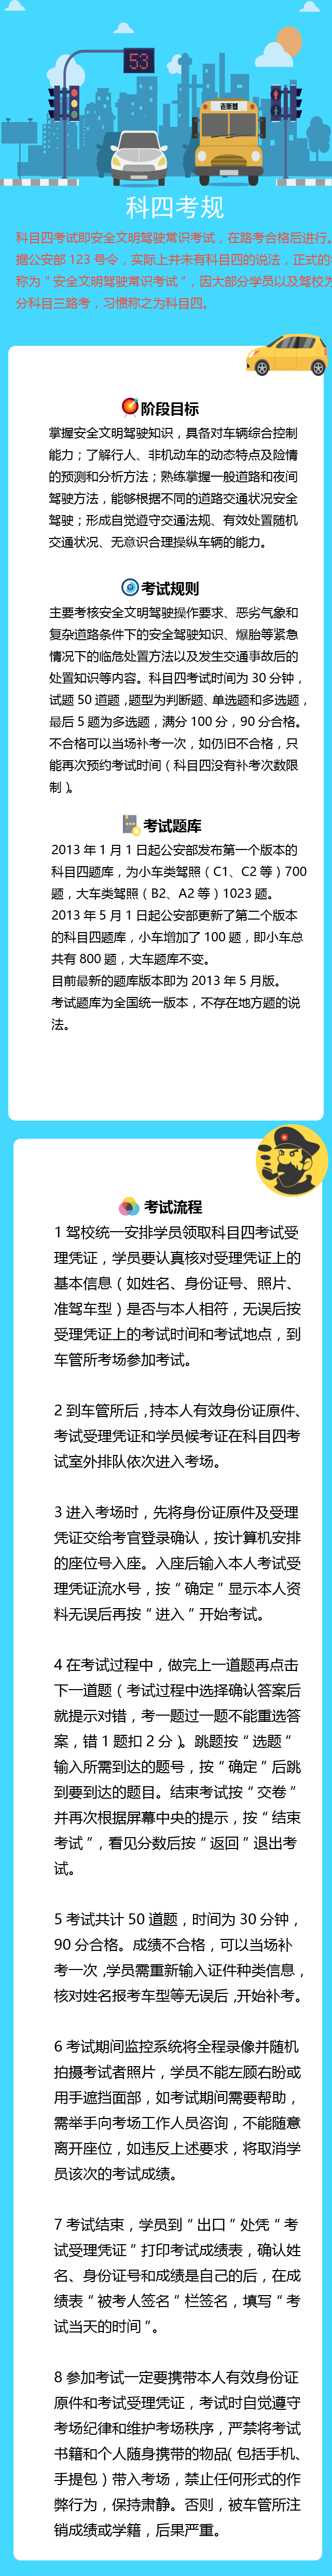 53
科四考规
科目四考试即安全文明驾驶常识考试，在路考合格后进行。
据公安部 123 号令，实际上并未有科目四的说法，正式的
称为“安全文明驾驶常识考试”，因大部分学员以及驾校
分科目三路考，习惯称之为科目四。
阶段目标
掌握安全文明驾驶知识，具备对车辆综合控制
能力；了解行人、非机动车的动态特点及险情
的预测和分析方法；熟练掌握一般道路和夜间
驾驶方法，能够根据不同的道路交通状况安全
驾驶；形成自觉遵守交通法规、有效处置随机
交通状况、无意识合理操纵车辆的能力。
考试规则
主要考核安全文明驾驶操作要求、恶劣气象和
复杂道路条件下的安全驾驶知识、爆胎等紧急
情况下的临危处置方法以及发生交通事故后的
处置知识等内容。科目四考试时间为 30 分钟，
试题 50 道题，题型为判断题、单选题和多选题，
最后 5 题为多选题，满分 100 分，90 分合格。
不合格可以当场补考一次，如仍旧不合格，只
能再次预约考试时间（科目四没有补考次数限
制）。
考试题库
2013 年 1 月 1 日起公安部发布第一个版本的
科目四题库，为小车类驾照（C1、C2 等）700
题，大车类驾照（B2、A2 等）1023 题。
2013 年 5 月 1 日起公安部更新了第二个版本
的科目四题库，小车增加了 100 题，即小车总
共有 800 题，大车题库不变。
目前最新的题库版本即为 2013 年 5 月版。
考试题库为全国统一版本，不存在地方题的说
法。
考试流程
1 驾校统一安排学员领取科目四考试受
理凭证，学员要认真核对受理凭证上的
基本信息（如姓名、身份证号、照片、
准驾车型）是否与本人相符，无误后按
受理凭证上的考试时间和考试地点，到
车管所考场参加考试。
2 到车管所后，持本人有效身份证原件、
考试受理凭证和学员候考证在科目四考
试室外排队依次进入考场。
3 进入考场时，先将身份证原件及受理
凭证交给考官登录确认，按计算机安排
的座位号入座。入座后输入本人考试受
理凭证流水号，按“确定”显示本人资
料无误后再按“进入”开始考试。
4 在考试过程中，做完上一道题再点击
下一道题（考试过程中选择确认答案后
就提示对错，考一题过一题不能重选答
案，错 1 题扣 2 分）。跳题按“选题”
输入所需到达的题号，按“确定”后跳
到要到达的题目。结束考试按“交卷”
并再次根据屏幕中央的提示，按“结束
考试”，看见分数后按“返回”退出考
试。
5 考试共计 50 道题，时间为 30 分钟，
90 分合格。成绩不合格，可以当场补
考一次，学员需重新输入证件种类信息，
核对姓名报考车型等无误后，开始补考。
6 考试期间监控系统将全程录像并随机
拍摄考试者照片，学员不能左顾右盼或
用手遮挡面部，如考试期间需要帮助，
需举手向考场工作人员咨询，不能随意
离开座位，如违反上述要求，将取消学
员该次的考试成绩。
7 考试结束，学员到“出口”处凭“考
试受理凭证”打印考试成绩表，确认姓
名、身份证号和成绩是自己的后，在成
绩表“被考人签名”栏签名，填写“考
试当天的时间”。
8 参加考试一定要携带本人有效身份证
原件和考试受理凭证，考试时自觉遵守
考场纪律和维护考场秩序，严禁将考试
书籍和个人随身携带的物品（包括手机、
手提包）带入考场，禁止任何形式的作
弊行为，保持肃静。否则，被车管所注
销成绩或学籍，后果严重。